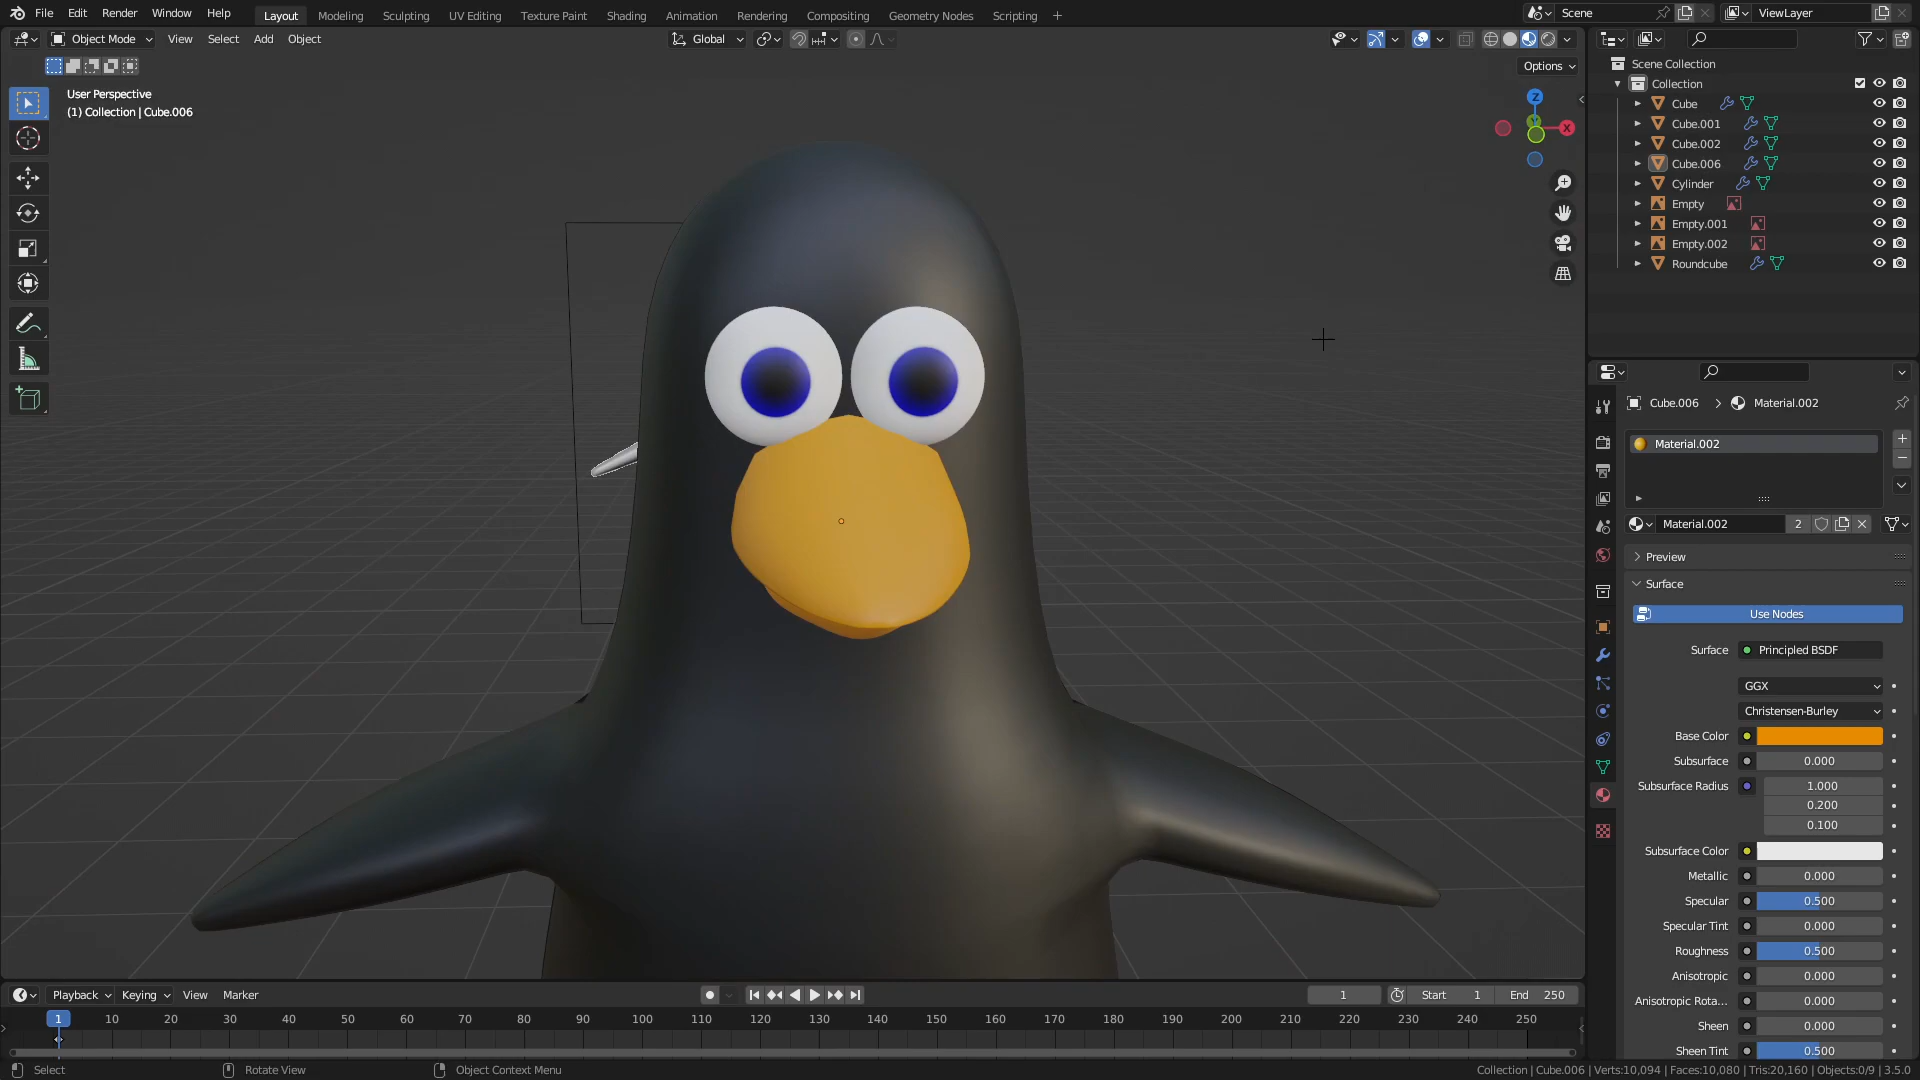 File Edit Render Window Help Layout Modeling Sculpting UV Editing Texture Paint Shading Animation Rendering Compositing Geometry Nodes Scripting + Scene ViewLayer
Object Mode View Select Add Object Global
Options
User Perspective
(1) Collection | Cube.006
Z
X
Scene Collection
Collection
Cube
Cube.001
Cube.002
Cube.006
Cylinder
Empty
Empty.001
Empty.002
Roundcube
Cube.006 > Material.002
Material.002
Material.002 2
Preview
Surface
Use Nodes
Surface Principled BSDF
GGX
Christensen-Burley
Base Color
Subsurface 0.000
Subsurface Radius 1.000
0.200
0.100
Subsurface Color
Metallic 0.000
Specular 0.500
Specular Tint 0.000
Roughness 0.500
Anisotropic 0.000
Anisotropic Rota... 0.000
Sheen 0.000
Sheen Tint 0.500
Playback Keying View Marker 1 Start 1 End 250
1 10 20 30 40 50 60 70 80 90 100 110 120 130 140 150 160 170 180 190 200 210 220 230 240 250
Select Rotate View Object Context Menu Collection | Cube.006 | Verts:10,094 | Faces:10,080 | Tris:20,160 | Objects:0/9 | 3.5.0